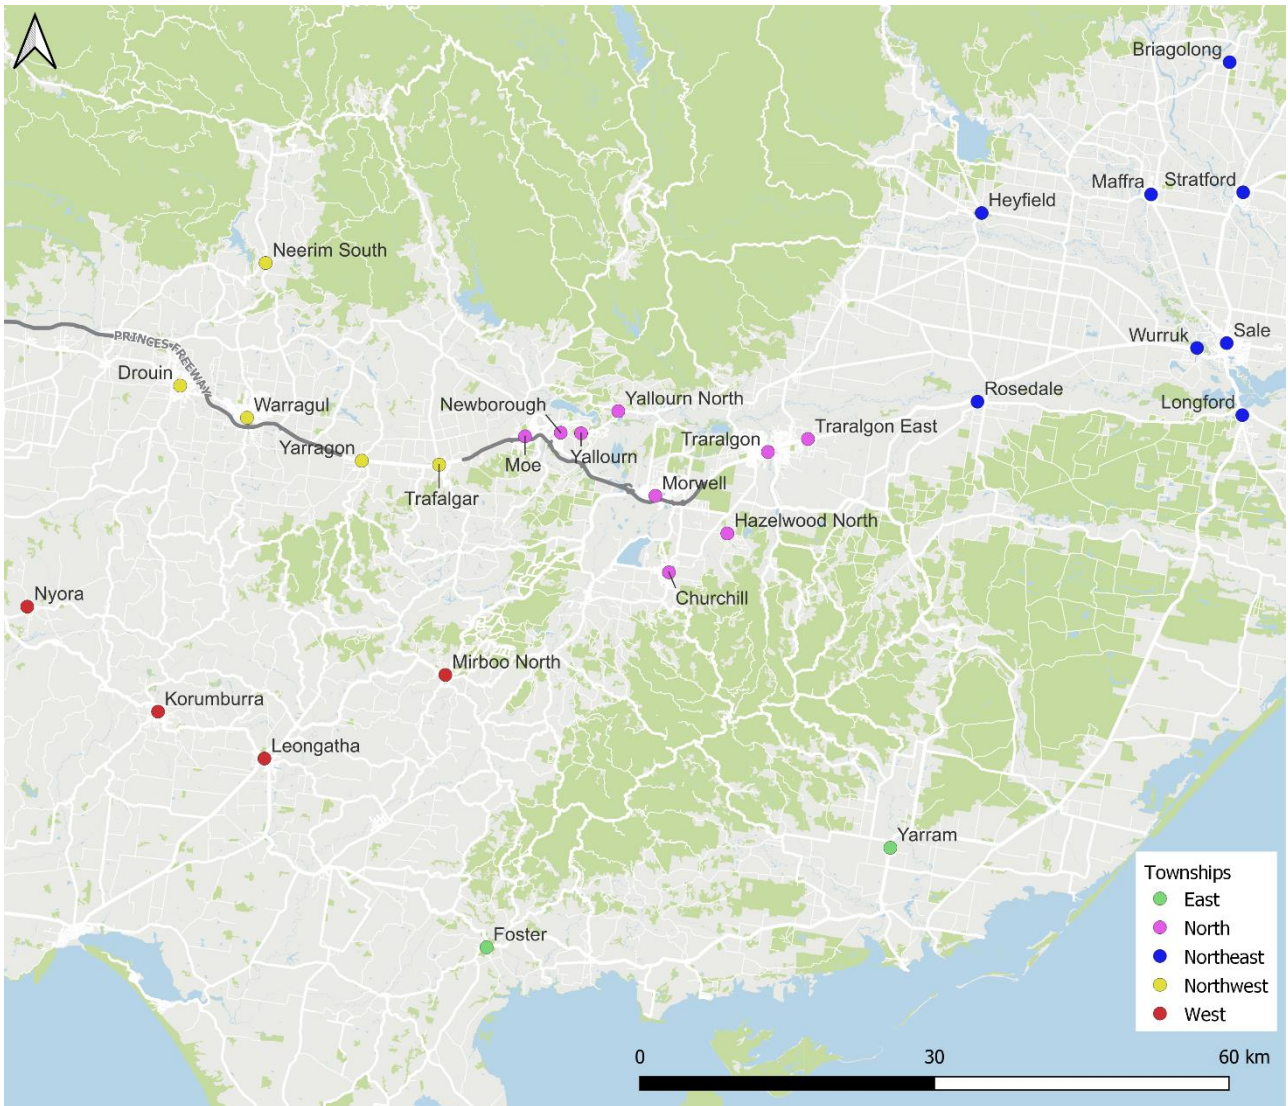 Briagolong
Maffra
Stratford
Heyfield
Neerim South
PRINCES FREEWAY
Wurruk
Sale
Drouin
Warragul
Newborough
Yallourn North
Rosedale
Longford
Yarragon
Moe
Yallourn
Traralgon
Traralgon East
Trafalgar
Morwell
Hazelwood North
Nyora
Churchill
Mirboo North
Korumburra
Leongatha
Yarram
Foster
Townships
East
North
Northeast
Northwest
West
0 30 60 km